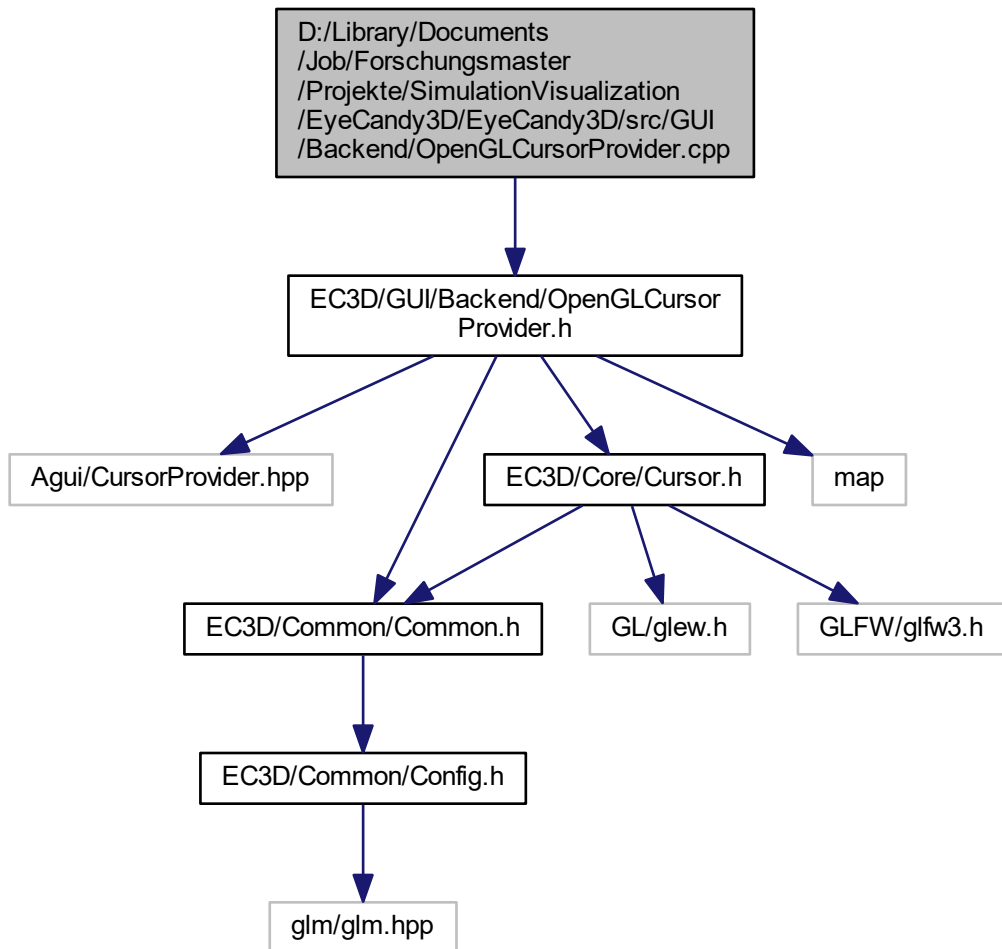 D:/Library/Documents
/Job/Forschungsmaster
/Projekte/SimulationVisualization
/EyeCandy3D/EyeCandy3D/src/GUI
/Backend/OpenGLCursorProvider.cpp
EC3D/GUI/Backend/OpenGLCursor
Provider.h
Agui/CursorProvider.hpp
EC3D/Core/Cursor.h
map
EC3D/Common/Common.h
GL/glew.h
GLFW/glfw3.h
EC3D/Common/Config.h
glm/glm.hpp